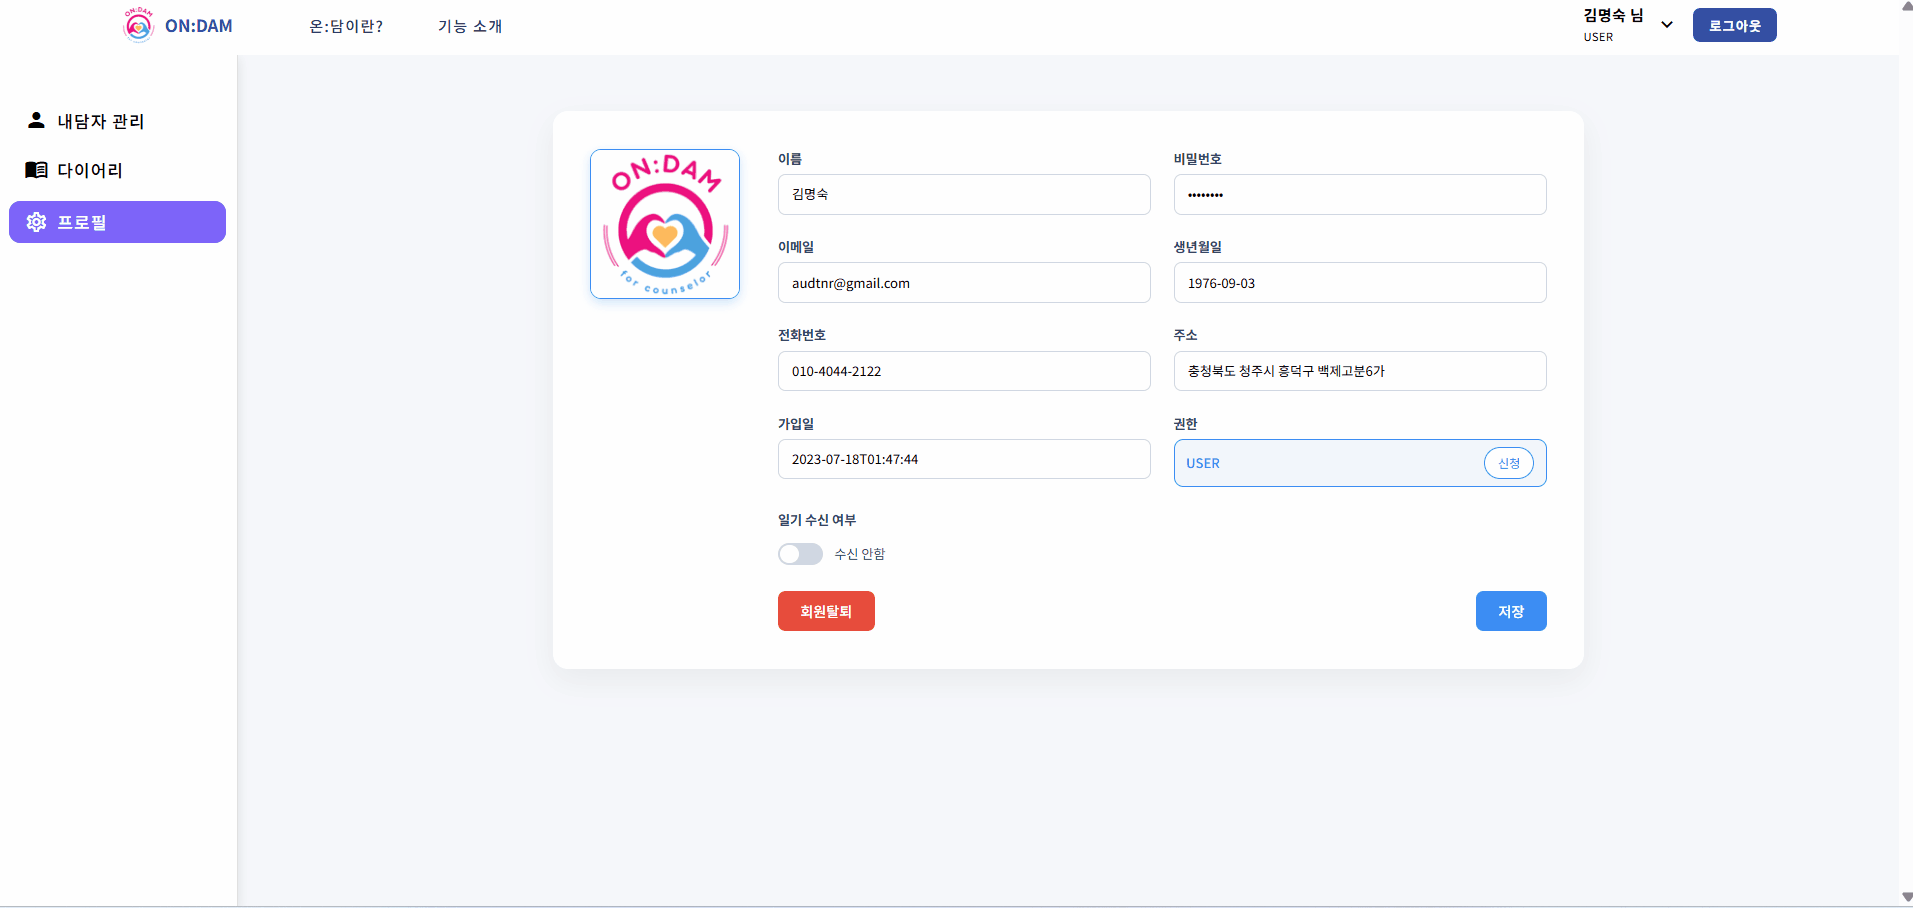 ON:DAM
온:담이란?
기능 소개
김명숙 님
USER
로그아웃
내담자 관리
다이어리
프로필
ON:DAM
for counselor
이름
김명숙
비밀번호
••••••••
이메일
audtnr@gmail.com
생년월일
1976-09-03
전화번호
010-4044-2122
주소
충청북도 청주시 흥덕구 백제고분6가
가입일
2023-07-18T01:47:44
권한
USER
신청
일기 수신 여부
수신 안함
회원탈퇴
저장